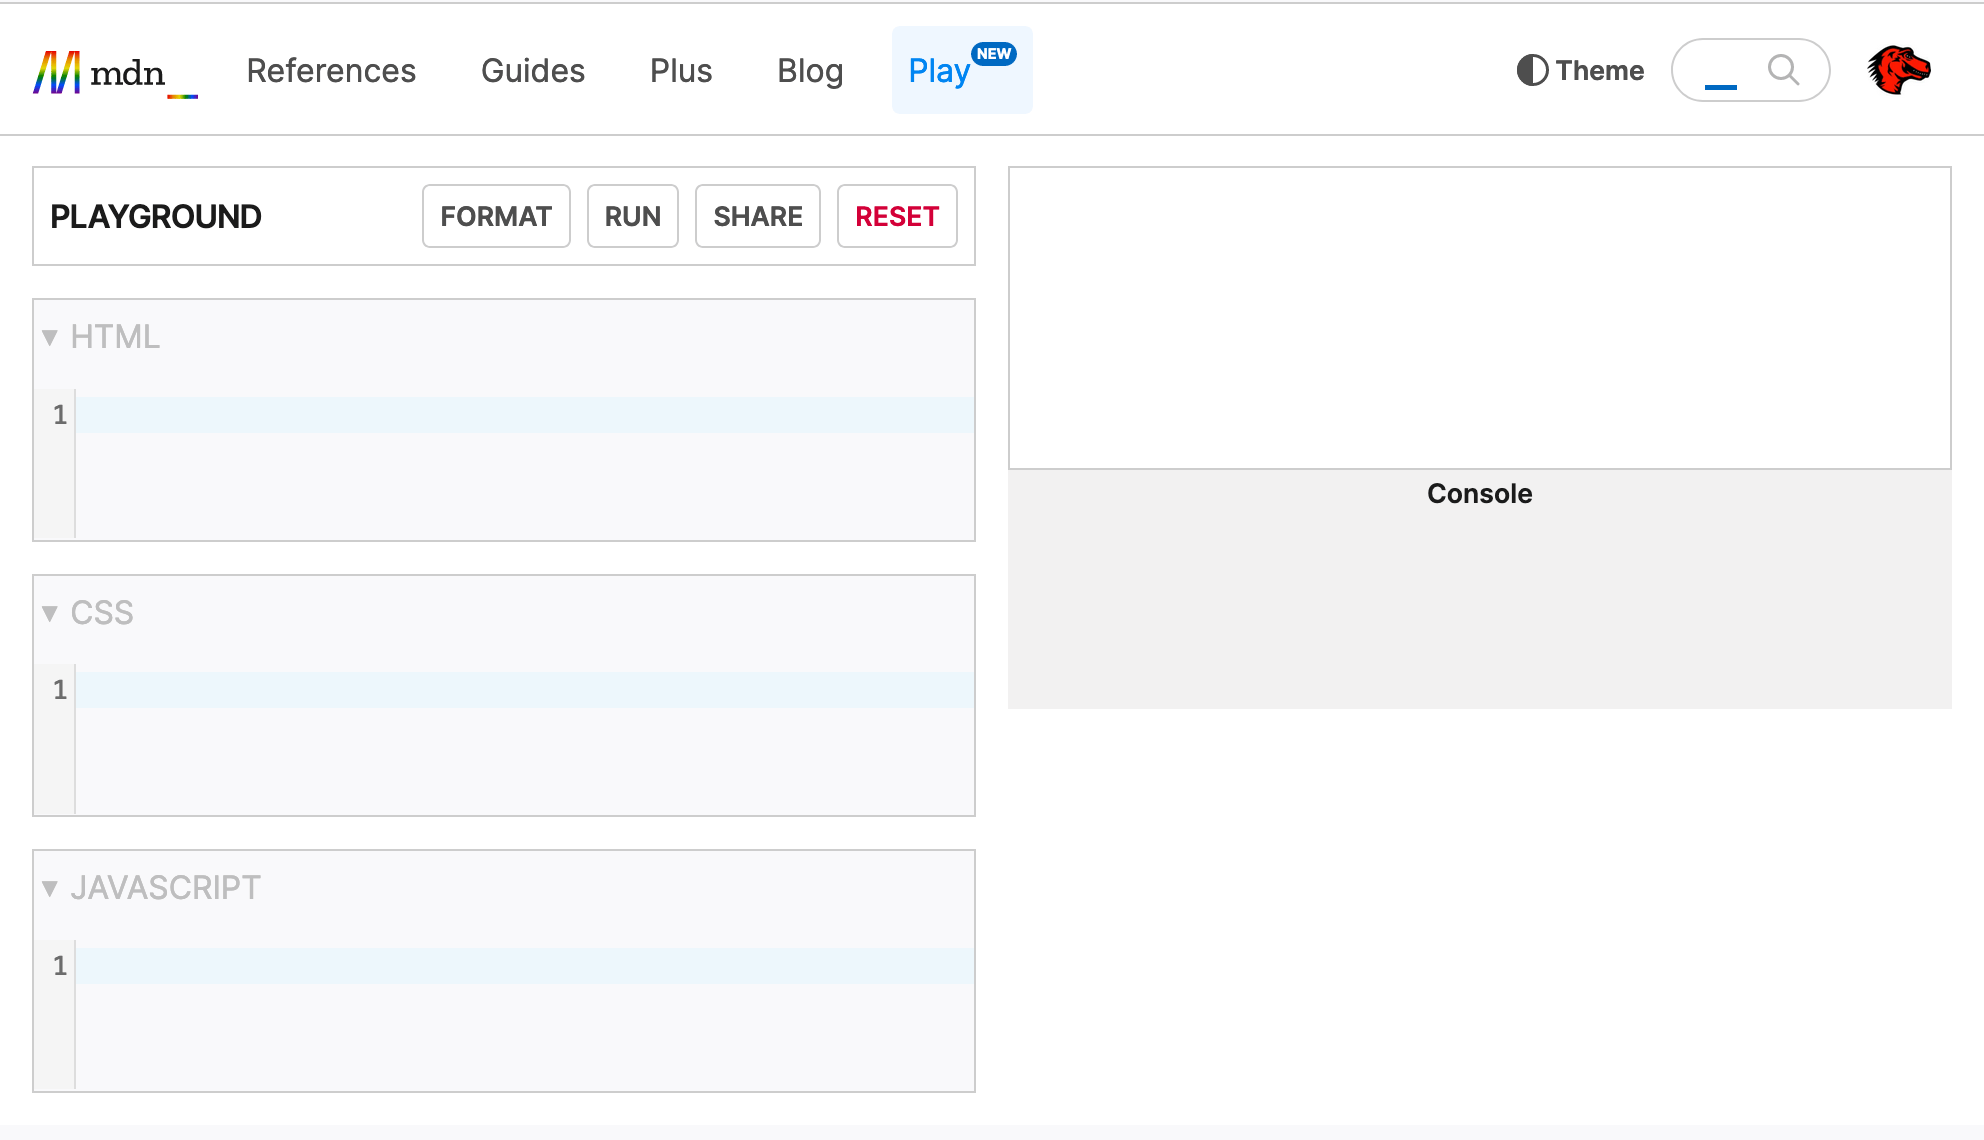 mdn_
References
Guides
Plus
Blog
Play NEW
Theme
PLAYGROUND
FORMAT
RUN
SHARE
RESET
HTML
1
CSS
1
JAVASCRIPT
1
Console